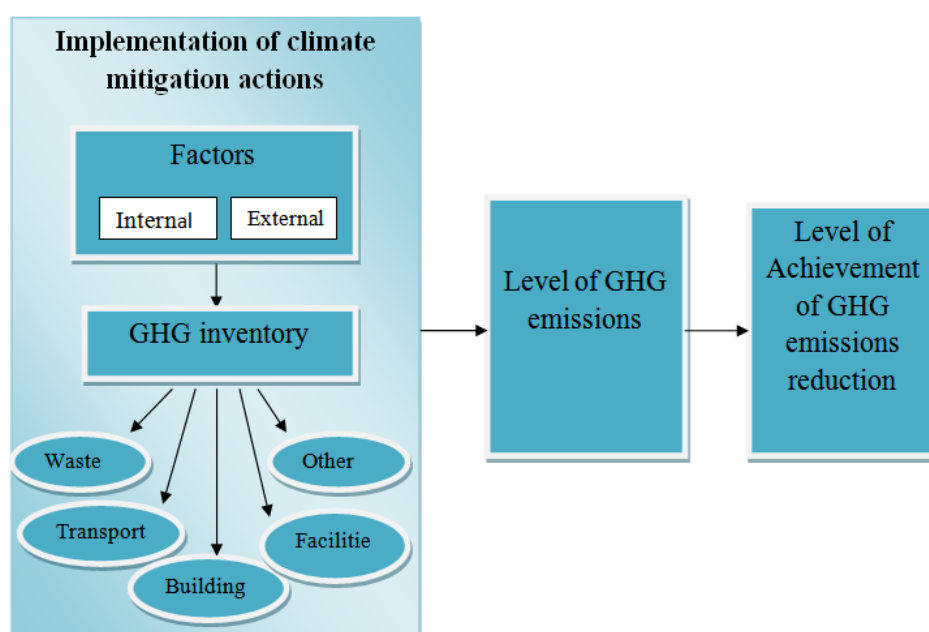 Implementation of climate
mitigation actions
Factors
Internal
External
GHG inventory
Waste
Other
Transport
Facilitie
Building
Level of GHG
emissions
Level of
Achievement
of GHG
emissions
reduction